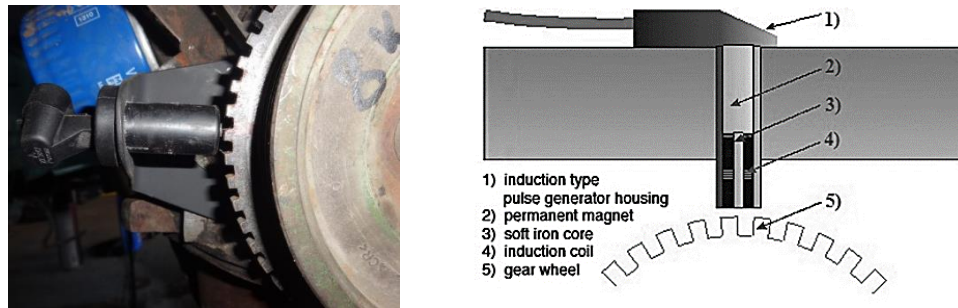 1)
2)
3)
4)
5)
1) induction type
pulse generator housing
2) permanent magnet
3) soft iron core
4) induction coil
5) gear wheel